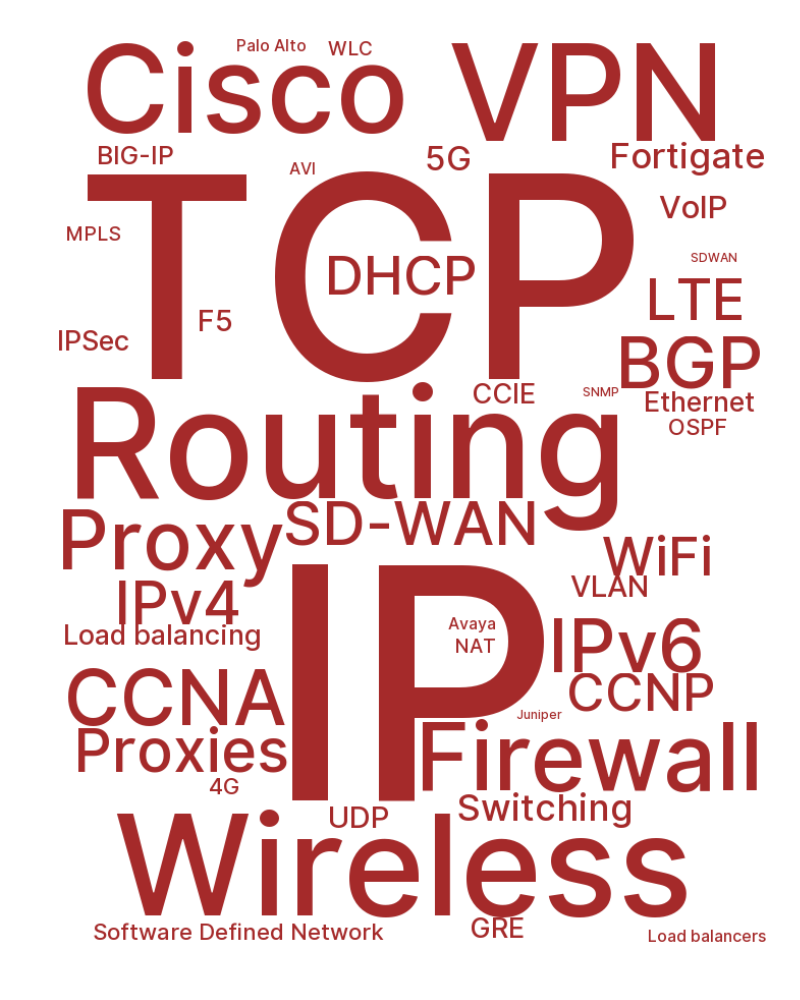 Palo Alto
WLC
Cisco
VPN
BIG-IP
AVI
5G
Fortigate
TCP
VoIP
MPLS
DHCP
SDWAN
LTE
F5
IPSec
BGP
CCIE
SNMP
Ethernet
OSPF
Routing
Proxy
SD-WAN
WiFi
VLAN
IPv4
Load balancing
IP
Avaya
NAT
IPv6
CCNA
CCNP
Juniper
Proxies
Firewall
4G
UDP
Switching
Wireless
Software Defined Network
GRE
Load balancers